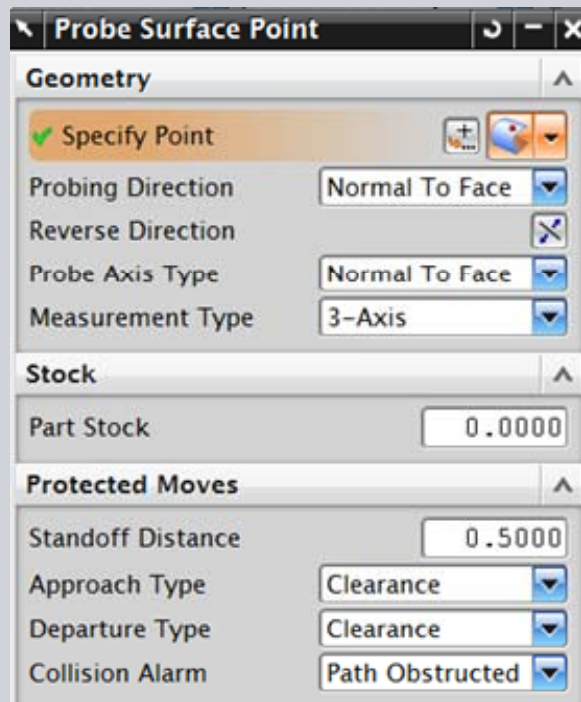 Probe Surface Point
Geometry
Specify Point
Probing Direction Normal To Face
Reverse Direction
Probe Axis Type Normal To Face
Measurement Type 3-Axis
Stock
Part Stock 0.0000
Protected Moves
Standoff Distance 0.5000
Approach Type Clearance
Departure Type Clearance
Collision Alarm Path Obstructed